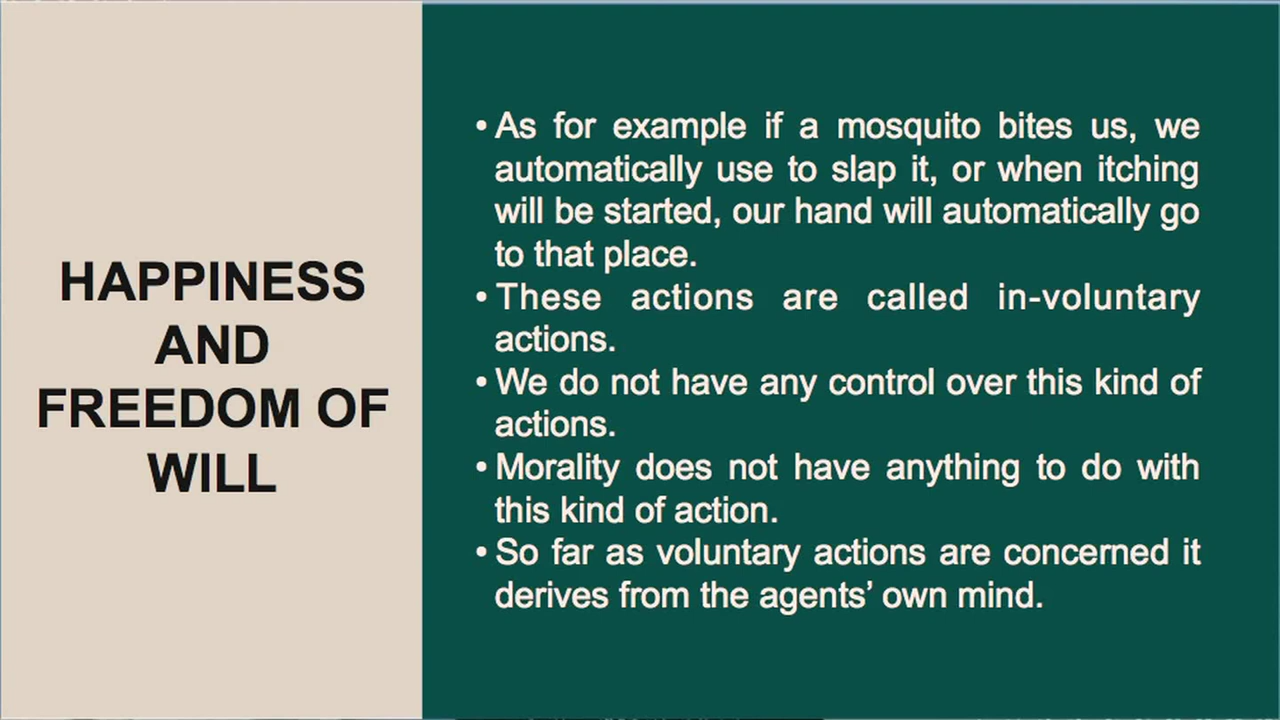 HAPPINESS
AND
FREEDOM OF
WILL
• As for example if a mosquito bites us, we
automatically use to slap it, or when itching
will be started, our hand will automatically go
to that place.
• These actions are called in-voluntary
actions.
• We do not have any control over this kind of
actions.
• Morality does not have anything to do with
this kind of action.
• So far as voluntary actions are concerned it
derives from the agents’ own mind.